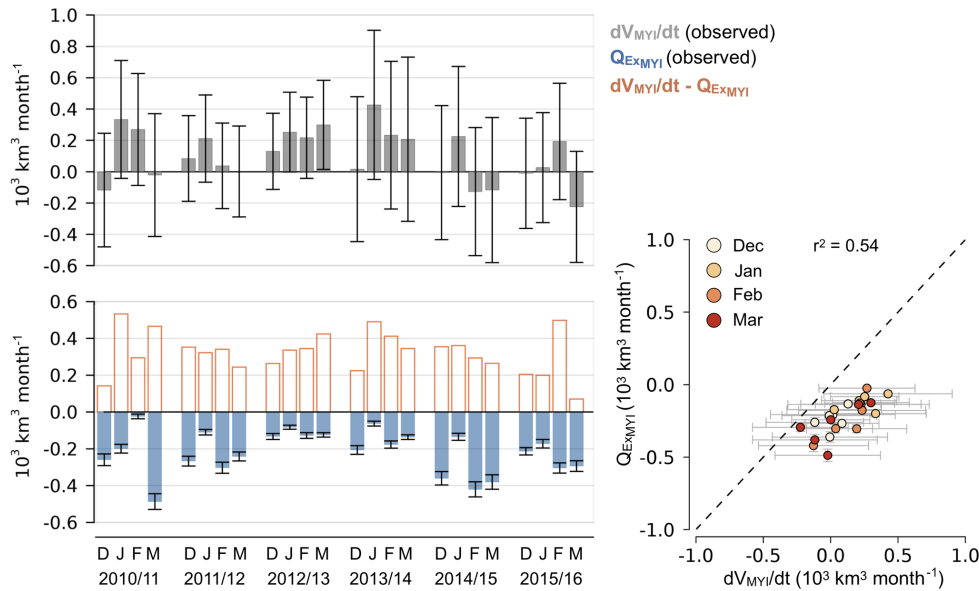 1.0
0.8
0.6
0.4
0.2
0.0
-0.2
-0.4
-0.6
10³ km³ month⁻¹
dV_MYI/dt (observed)
Q_Ex_MYI (observed)
dV_MYI/dt - Q_Ex_MYI
0.6
0.4
0.2
0.0
-0.2
-0.4
-0.6
10³ km³ month⁻¹
D J F M D J F M D J F M D J F M D J F M D J F M
2010/11 2011/12 2012/13 2013/14 2014/15 2015/16
1.0
0.5
0.0
-0.5
-1.0
Q_Ex_MYI (10³ km³ month⁻¹)
Dec
Jan
Feb
Mar
r² = 0.54
-1.0 -0.5 0.0 0.5 1.0
dV_MYI/dt (10³ km³ month⁻¹)